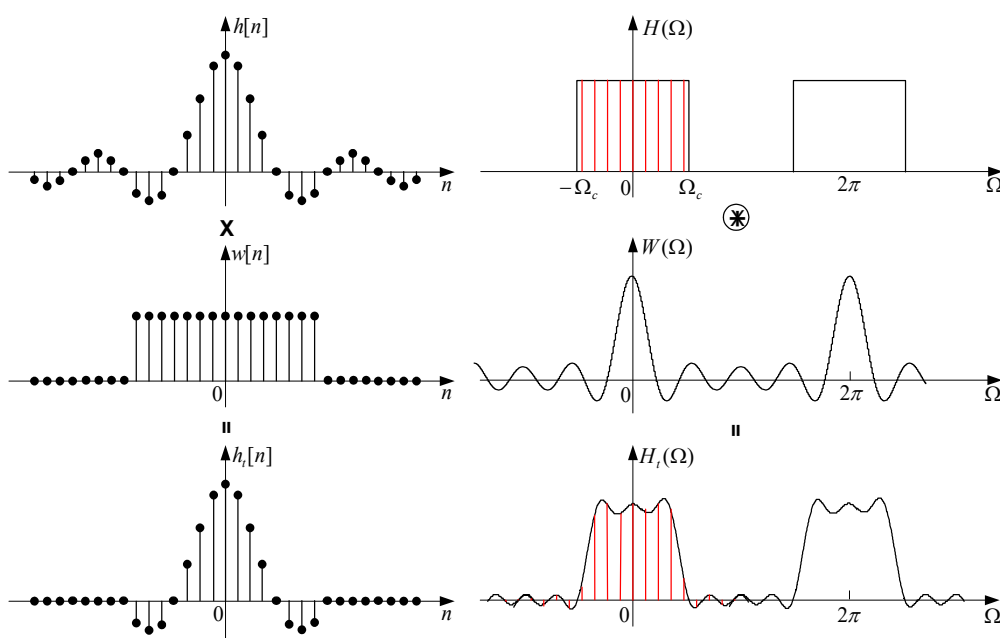 h[n]
H(Ω)
n
−Ω_c
0
Ω_c
2π
Ω
X
w[n]
W(Ω)
0
n
0
2π
Ω
=
=
h_t[n]
H_t(Ω)
0
n
0
2π
Ω